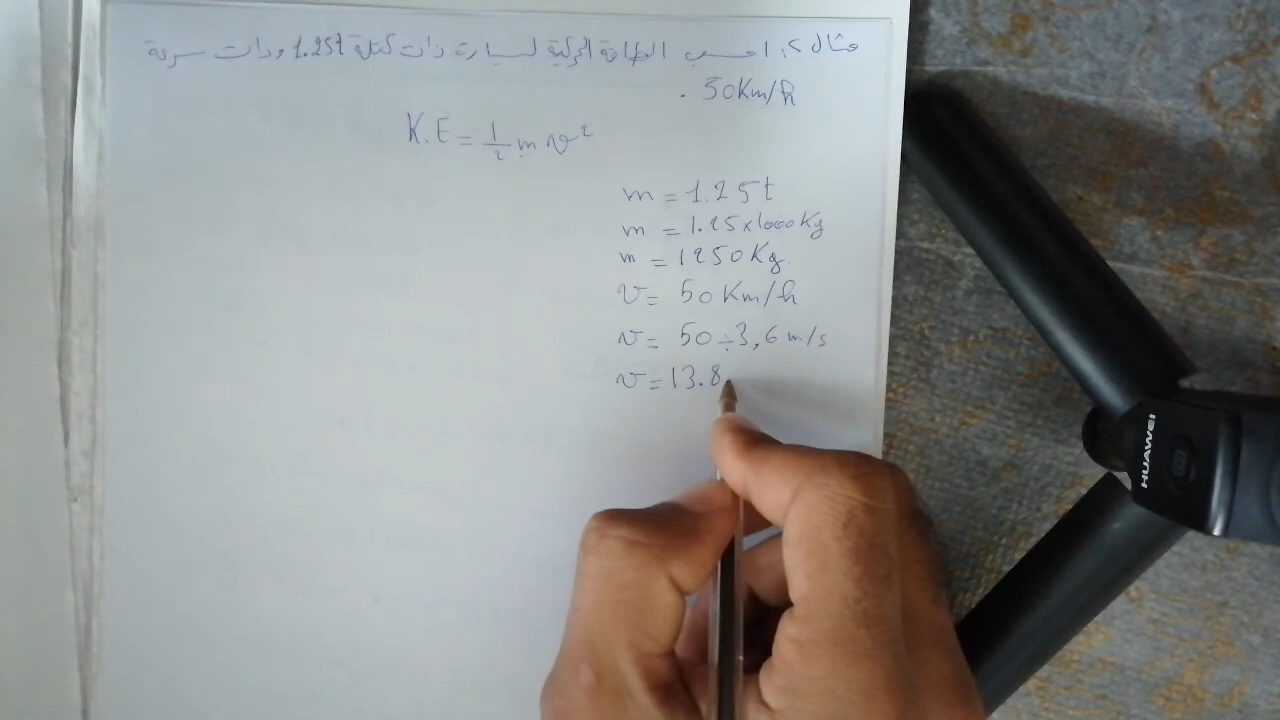 مثال 2: احسب الطاقة الحركية لسيارة ذات كتلة 1.25t وذات سرعة
50Km/h .
K.E = 1/2 m v²
m = 1.25t
m = 1.25x1000Kg
m = 1250Kg
v = 50Km/h
v = 50÷3,6 m/s
v = 13.8
HUAWEI